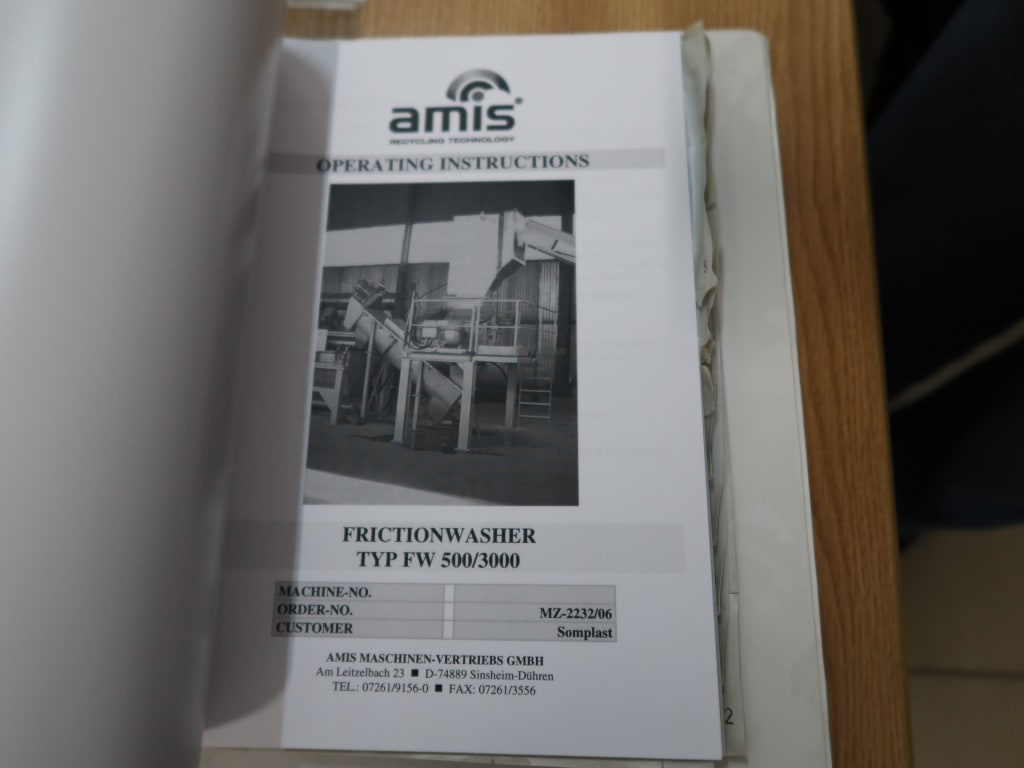 amis®
RECYCLING TECHNOLOGY
OPERATING INSTRUCTIONS
FRICTIONWASHER
TYP FW 500/3000
MACHINE-NO.
ORDER-NO. MZ-2232/06
CUSTOMER Somplast
AMIS MASCHINEN-VERTRIEBS GMBH
Am Leitzelbach 23 ■ D-74889 Sinsheim-Dühren
TEL.: 07261/9156-0 ■ FAX: 07261/3556
2